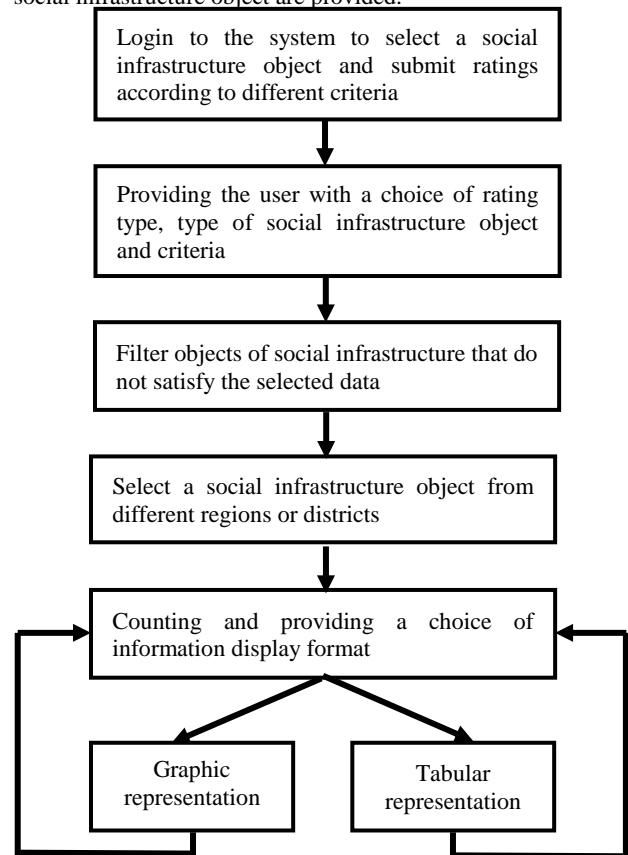 social infrastructure object are provided.
Login to the system to select a social
infrastructure object and submit ratings
according to different criteria
Providing the user with a choice of rating
type, type of social infrastructure object
and criteria
Filter objects of social infrastructure that do
not satisfy the selected data
Select a social infrastructure object from
different regions or districts
Counting and providing a choice of
information display format
Graphic
representation
Tabular
representation